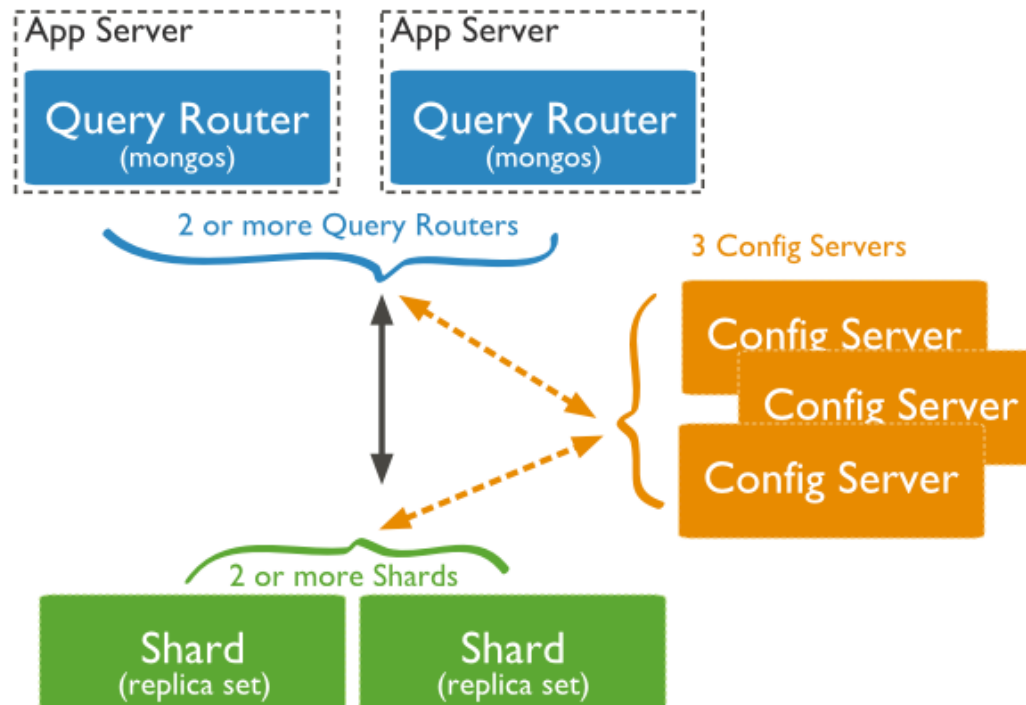 App Server
App Server
Query Router
(mongos)
Query Router
(mongos)
2 or more Query Routers
3 Config Servers
Config Server
Config Server
Config Server
2 or more Shards
Shard
(replica set)
Shard
(replica set)